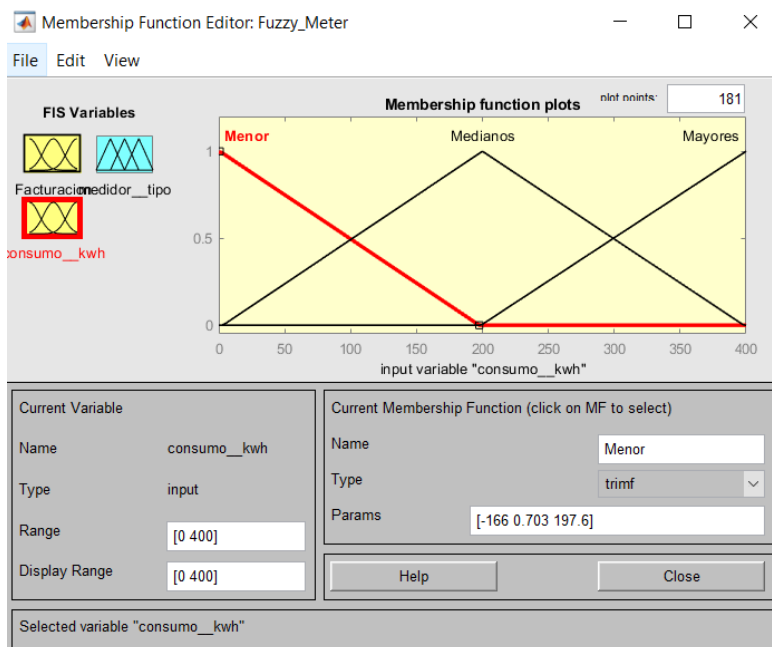 Membership Function Editor: Fuzzy_Meter
File Edit View
FIS Variables
Facturacion
medidor__tipo
consumo__kwh
Membership function plots
plot points:
181
Menor
Medianos
Mayores
1
0.5
0
0 50 100 150 200 250 300 350 400
input variable "consumo__kwh"
Current Variable
Name consumo__kwh
Type input
Range [0 400]
Display Range [0 400]
Current Membership Function (click on MF to select)
Name Menor
Type trimf
Params [-166 0.703 197.6]
Help Close
Selected variable "consumo__kwh"